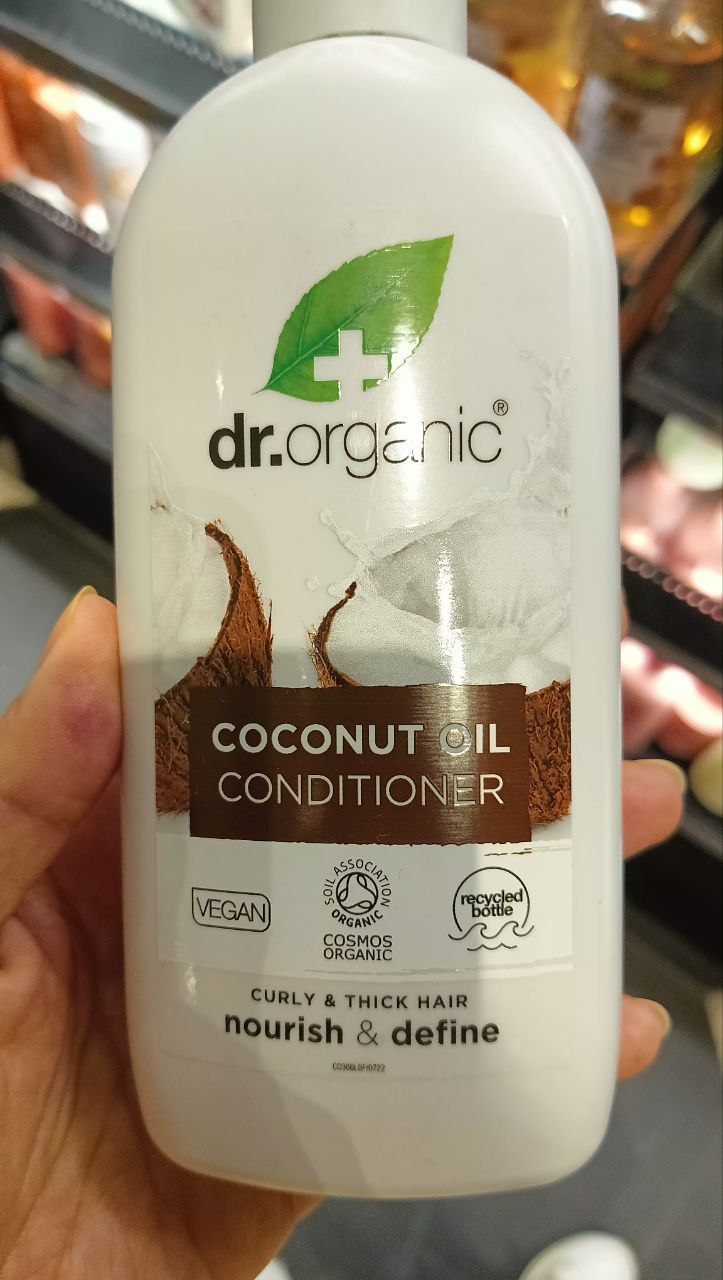 dr.organic®
COCONUT OIL
CONDITIONER
VEGAN
SOIL ASSOCIATION
ORGANIC
COSMOS
ORGANIC
recycled
bottle
CURLY & THICK HAIR
nourish & define